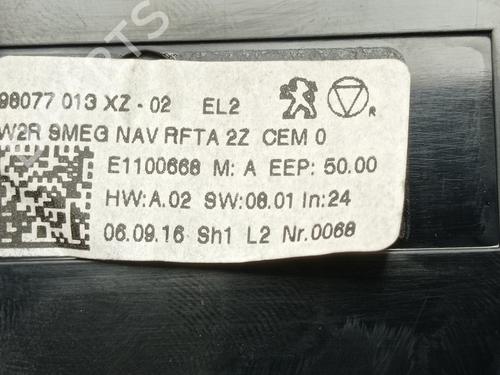 98077 013 XZ - 02 EL2
W2R SMEG NAV RFTA 2Z CEM 0
E1100668 M: A EEP: 50.00
HW:A.02 SW:08.01 In:24
06.09.16 Sh1 L2 Nr.0068
R
PARTS